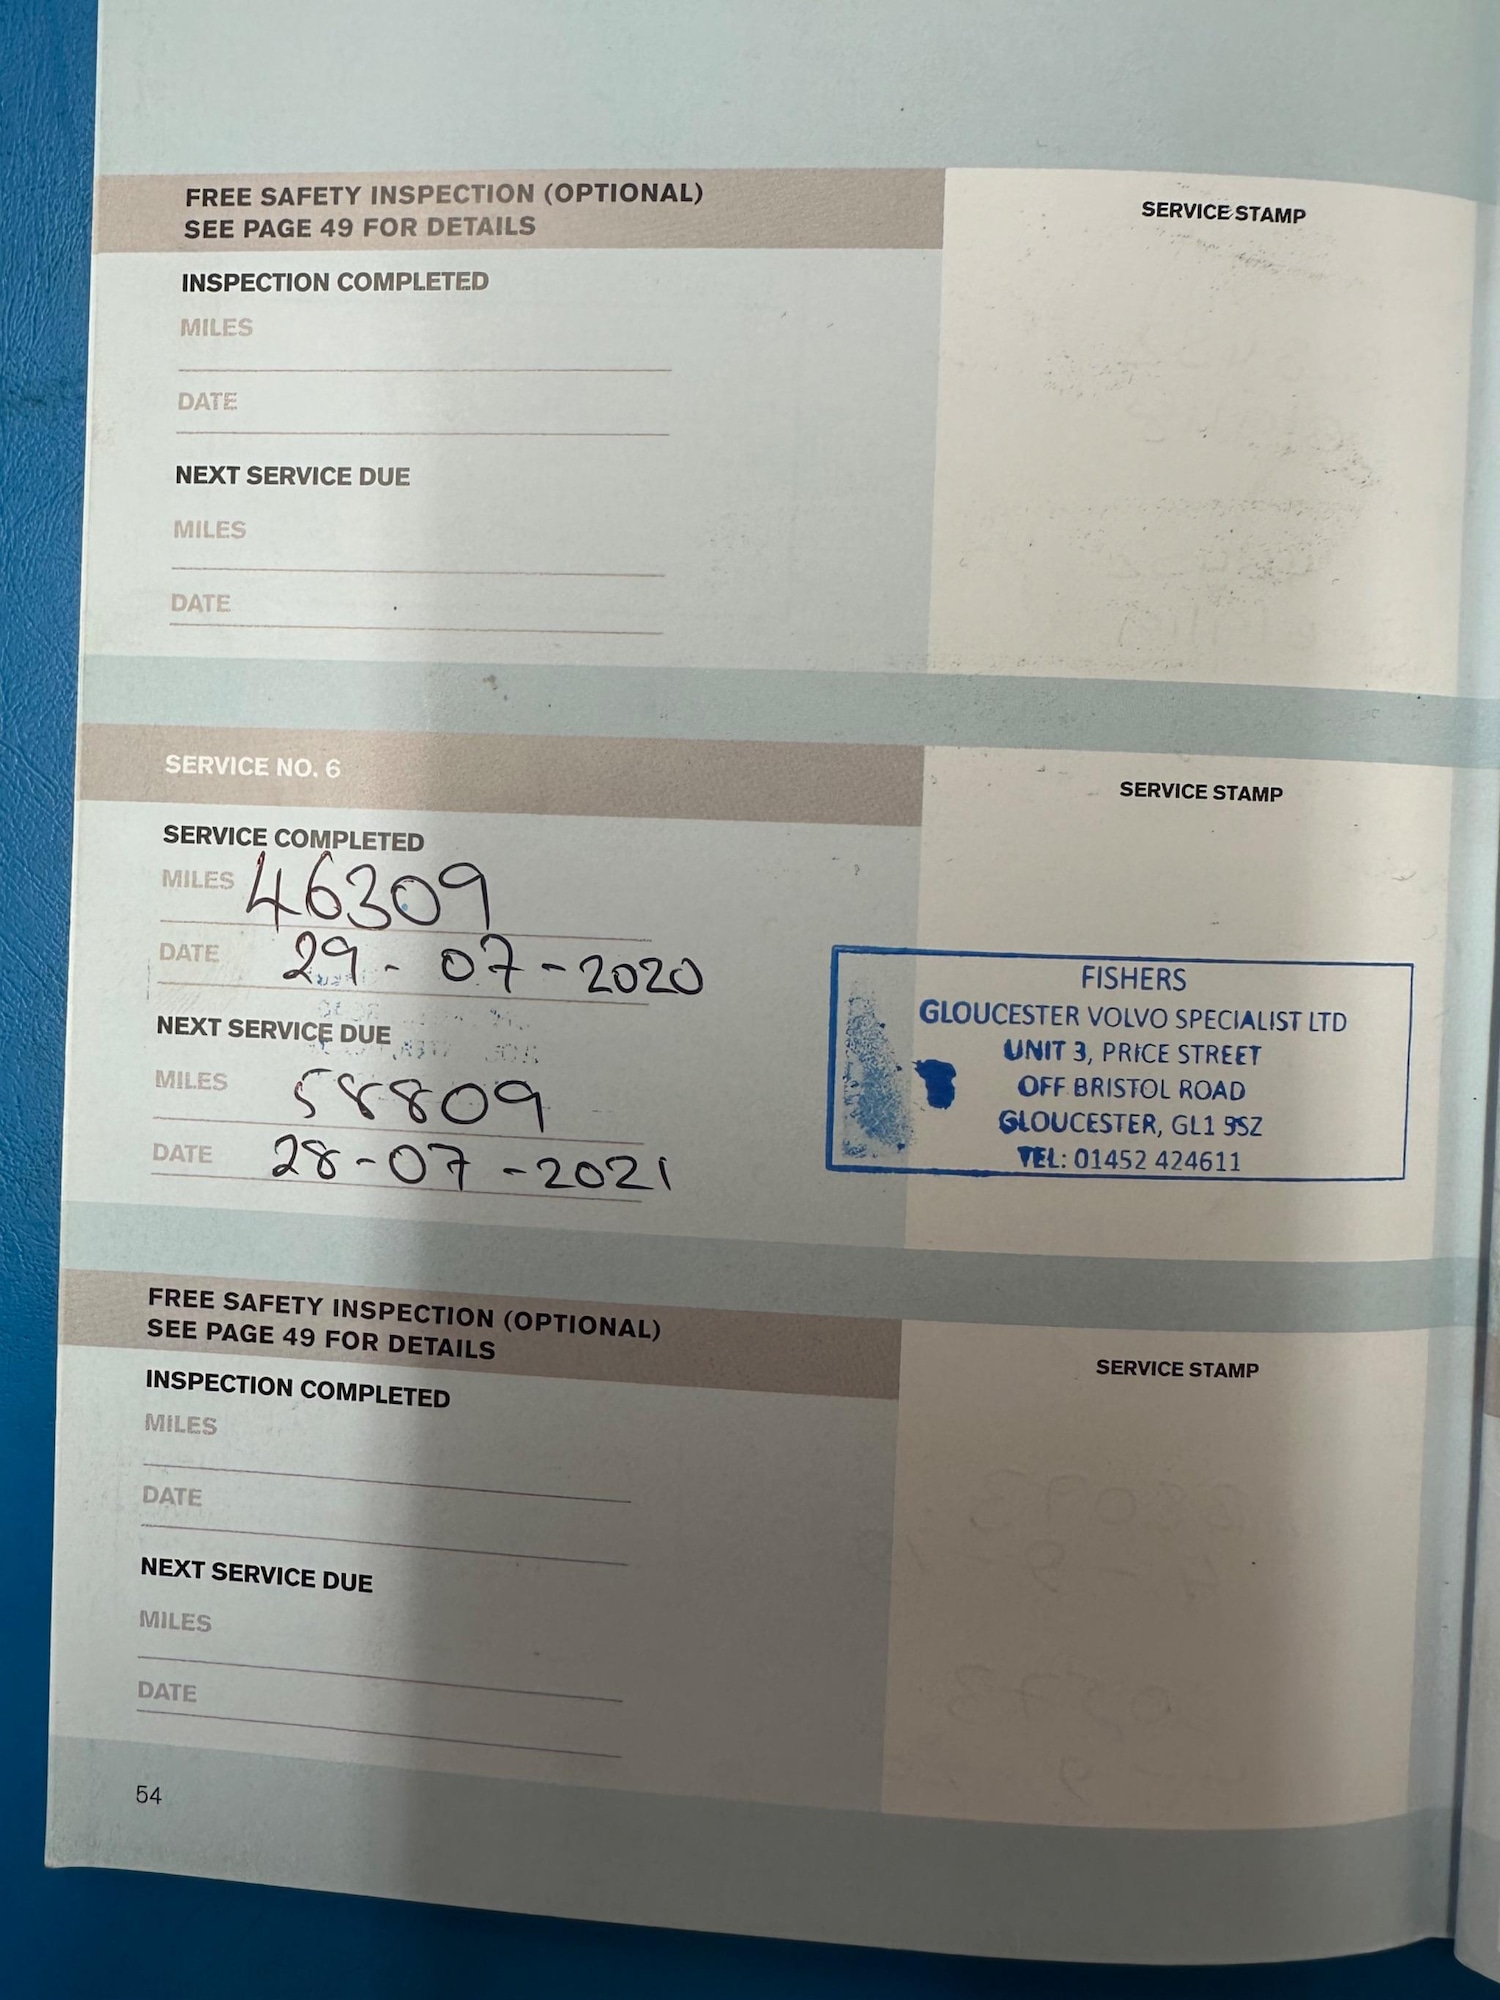 FREE SAFETY INSPECTION (OPTIONAL)
SEE PAGE 49 FOR DETAILS
SERVICE STAMP
INSPECTION COMPLETED
MILES
DATE
NEXT SERVICE DUE
MILES
DATE
SERVICE NO. 6
SERVICE STAMP
SERVICE COMPLETED
MILES 46309
DATE 29-07-2020
NEXT SERVICE DUE
MILES 58809
DATE 28-07-2021
FISHERS
GLOUCESTER VOLVO SPECIALIST LTD
UNIT 3, PRICE STREET
OFF BRISTOL ROAD
GLOUCESTER, GL1 9SZ
TEL: 01452 424611
FREE SAFETY INSPECTION (OPTIONAL)
SEE PAGE 49 FOR DETAILS
SERVICE STAMP
INSPECTION COMPLETED
MILES
DATE
NEXT SERVICE DUE
MILES
DATE
54